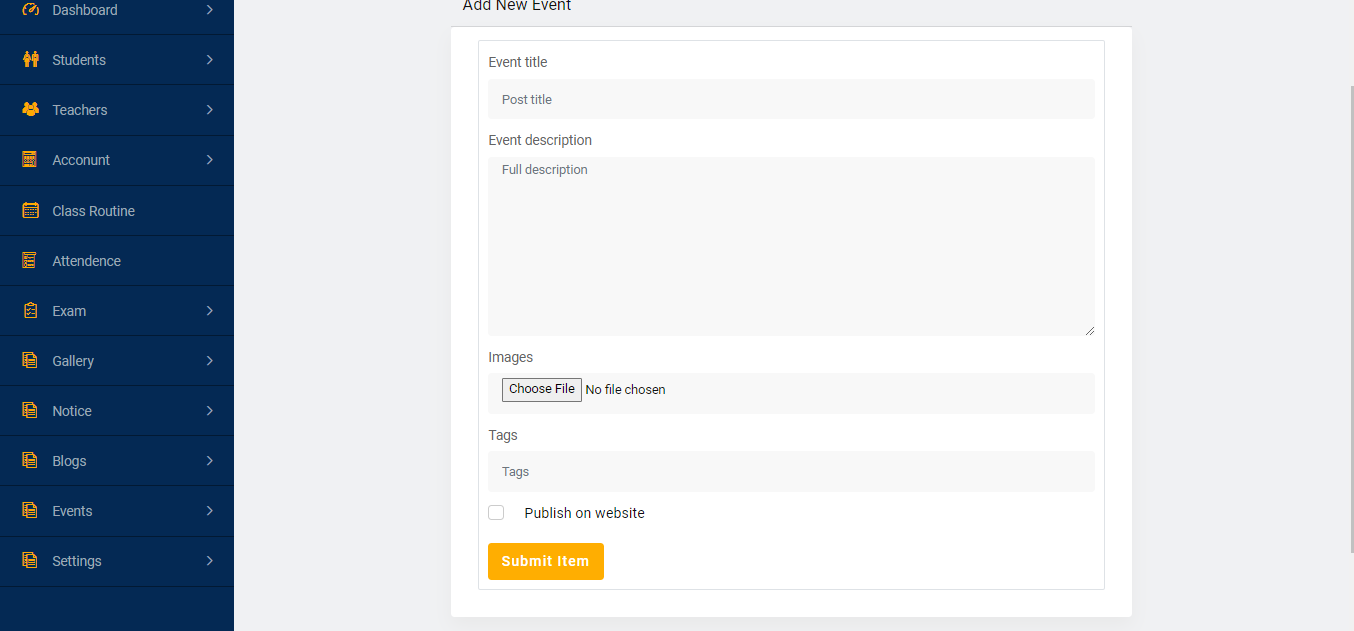 Dashboard
Students
Teachers
Acconunt
Class Routine
Attendence
Exam
Gallery
Notice
Blogs
Events
Settings
Add New Event
Event title
Post title
Event description
Full description
Images
Choose File No file chosen
Tags
Tags
Publish on website
Submit Item